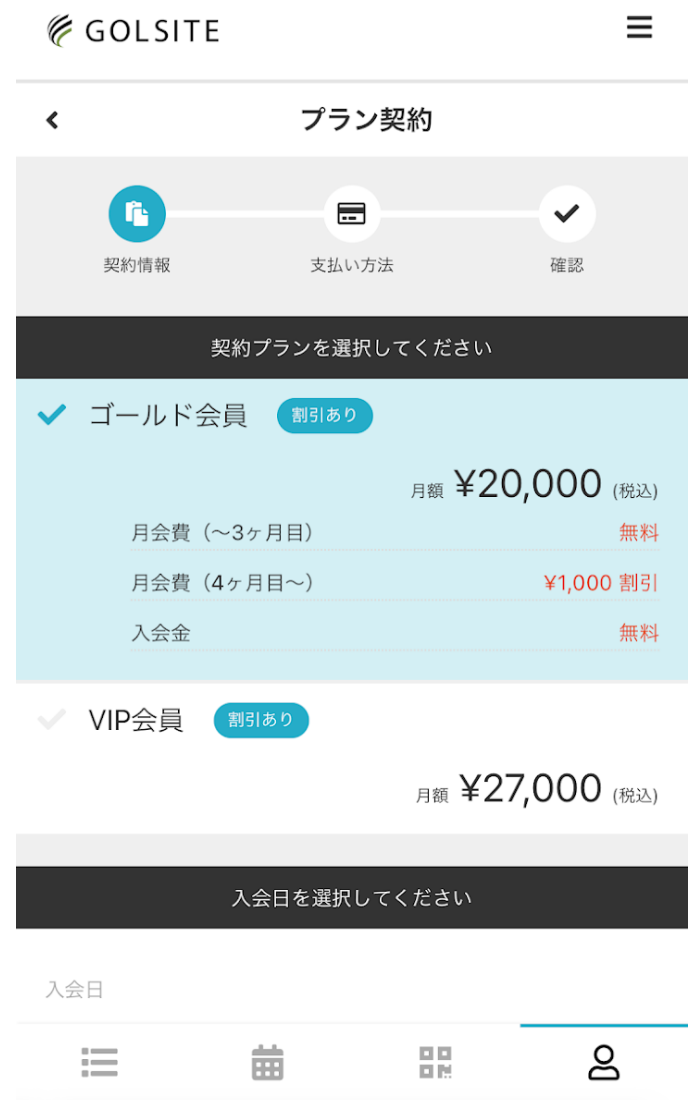 GOLSITE
プラン契約
契約情報
支払い方法
確認
契約プランを選択してください
ゴールド会員 割引あり
月額 ¥20,000 (税込)
月会費（～3ヶ月目） 無料
月会費（4ヶ月目～） ¥1,000 割引
入会金 無料
VIP会員 割引あり
月額 ¥27,000 (税込)
入会日を選択してください
入会日